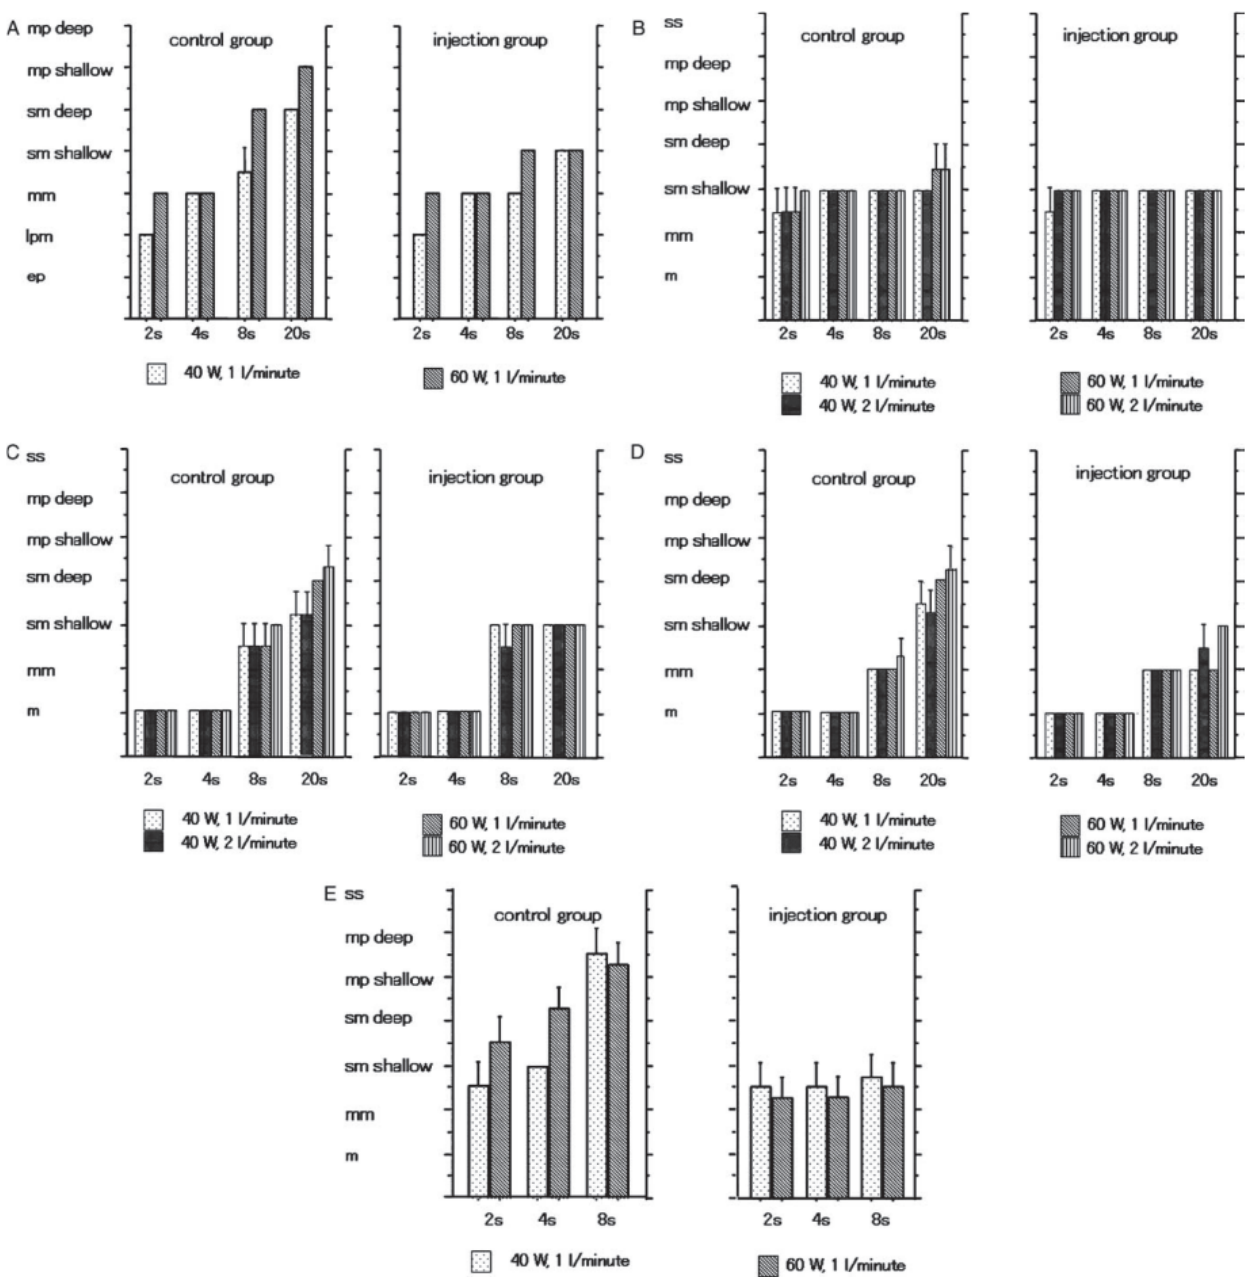 A
mp deep
mp shallow
sm deep
sm shallow
mm
lpm
ep
control group
injection group
2s 4s 8s 20s
2s 4s 8s 20s
40 W, 1 l/minute
60 W, 1 l/minute
B
ss
mp deep
mp shallow
sm deep
sm shallow
mm
m
control group
injection group
2s 4s 8s 20s
2s 4s 8s 20s
40 W, 1 l/minute
40 W, 2 l/minute
60 W, 1 l/minute
60 W, 2 l/minute
C
ss
mp deep
mp shallow
sm deep
sm shallow
mm
m
control group
injection group
2s 4s 8s 20s
2s 4s 8s 20s
40 W, 1 l/minute
40 W, 2 l/minute
60 W, 1 l/minute
60 W, 2 l/minute
D
ss
mp deep
mp shallow
sm deep
sm shallow
mm
m
control group
injection group
2s 4s 8s 20s
2s 4s 8s 20s
40 W, 1 l/minute
40 W, 2 l/minute
60 W, 1 l/minute
60 W, 2 l/minute
E
ss
mp deep
mp shallow
sm deep
sm shallow
mm
m
control group
injection group
2s 4s 8s
2s 4s 8s
40 W, 1 l/minute
60 W, 1 l/minute